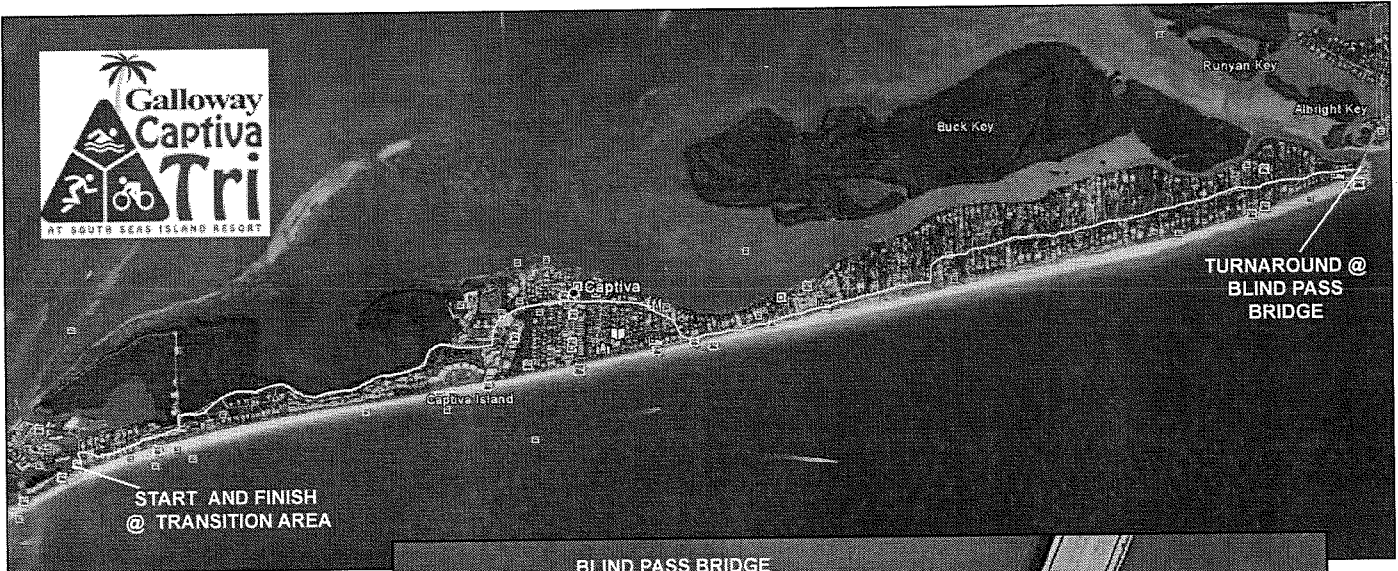 Galloway
Captiva
Tri
AT SOUTH SEAS ISLAND RESORT
Runyan Key
Albright Key
Buck Key
TURNAROUND @
BLIND PASS
BRIDGE
Captiva
Captiva Island
START AND FINISH
@ TRANSITION AREA
BLIND PASS BRIDGE